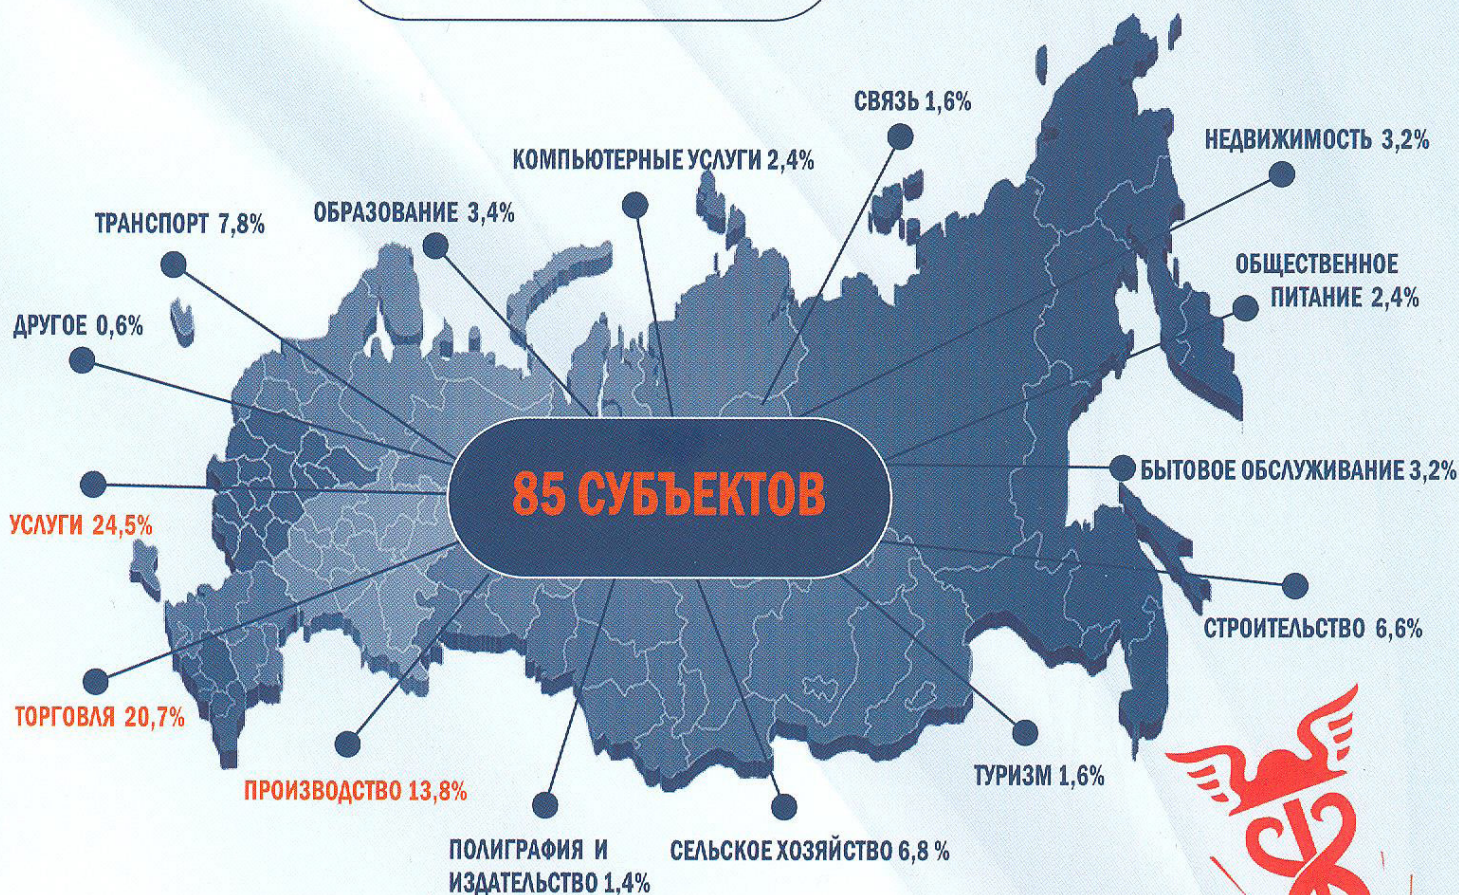 СВЯЗЬ 1,6%
НЕДВИЖИМОСТЬ 3,2%
КОМПЬЮТЕРНЫЕ УСЛУГИ 2,4%
ОБРАЗОВАНИЕ 3,4%
ТРАНСПОРТ 7,8%
ОБЩЕСТВЕННОЕ
ПИТАНИЕ 2,4%
ДРУГОЕ 0,6%
85 СУБЪЕКТОВ
БЫТОВОЕ ОБСЛУЖИВАНИЕ 3,2%
УСЛУГИ 24,5%
СТРОИТЕЛЬСТВО 6,6%
ТОРГОВЛЯ 20,7%
ТУРИЗМ 1,6%
ПРОИЗВОДСТВО 13,8%
ПОЛИГРАФИЯ И
ИЗДАТЕЛЬСТВО 1,4%
СЕЛЬСКОЕ ХОЗЯЙСТВО 6,8 %